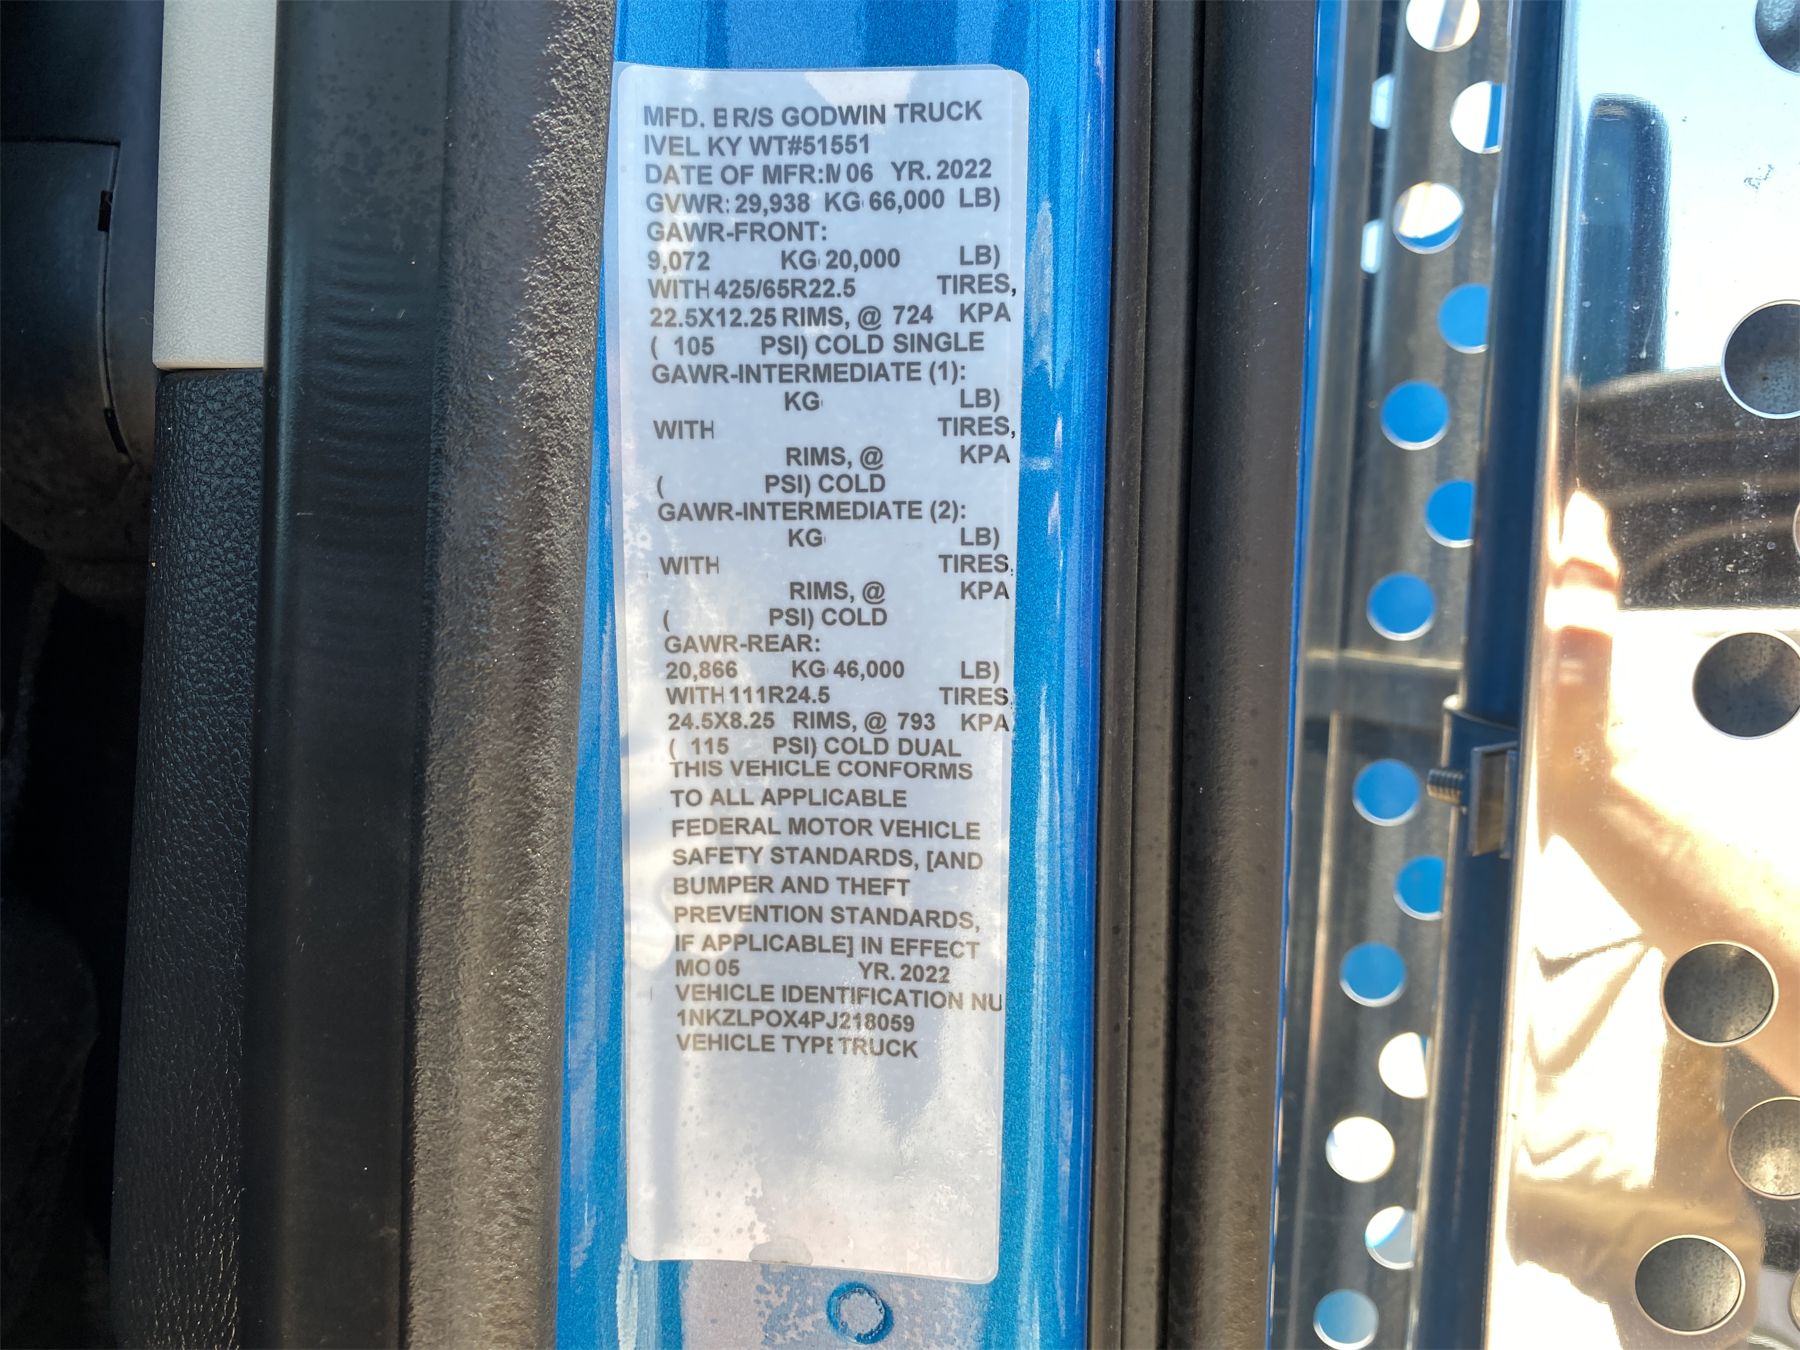 MFD. B R/S GODWIN TRUCK
IVEL KY WT#51551
DATE OF MFR:M 06 YR. 2022
GVWR: 29,938 KG 66,000 LB)
GAWR-FRONT:
9,072 KG 20,000 LB)
WITH 425/65R22.5 TIRES,
22.5X12.25 RIMS, @ 724 KPA
( 105 PSI) COLD SINGLE
GAWR-INTERMEDIATE (1):
KG LB)
WITH TIRES,
RIMS, @ KPA
( PSI) COLD
GAWR-INTERMEDIATE (2):
KG LB)
WITH TIRES,
RIMS, @ KPA
( PSI) COLD
GAWR-REAR:
20,866 KG 46,000 LB)
WITH 111R24.5 TIRES,
24.5X8.25 RIMS, @ 793 KPA
( 115 PSI) COLD DUAL
THIS VEHICLE CONFORMS
TO ALL APPLICABLE
FEDERAL MOTOR VEHICLE
SAFETY STANDARDS, [AND
BUMPER AND THEFT
PREVENTION STANDARDS,
IF APPLICABLE] IN EFFECT
MO 05 YR. 2022
VEHICLE IDENTIFICATION NU
1NKZLPOX4PJ218059
VEHICLE TYPE TRUCK